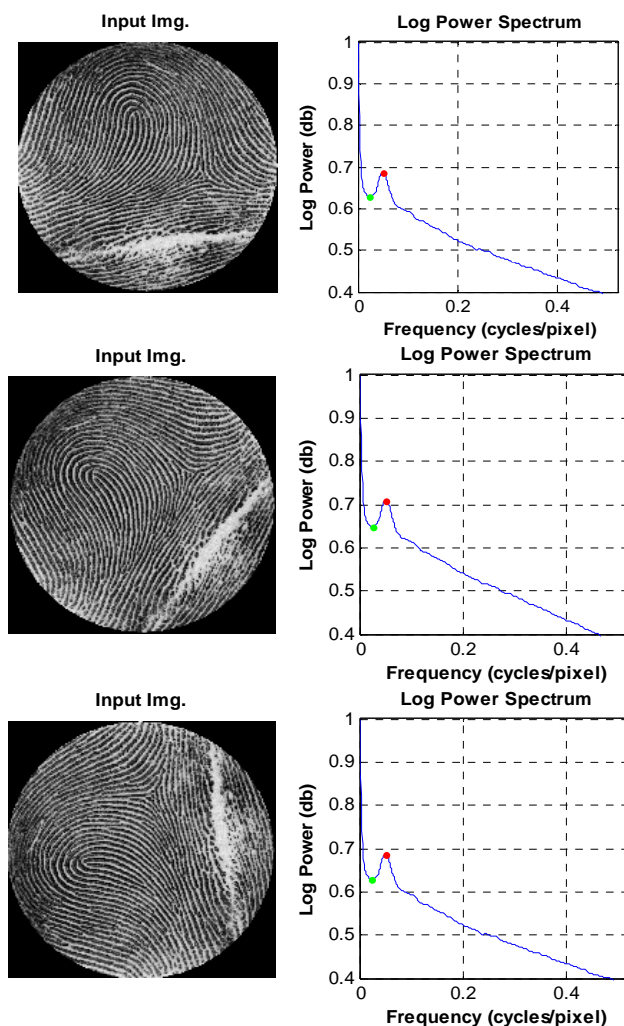 Input Img.
Log Power Spectrum
1
0.9
0.8
0.7
0.6
0.5
0.4
Log Power (db)
0 0.2 0.4
Frequency (cycles/pixel)
Input Img.
Log Power Spectrum
1
0.9
0.8
0.7
0.6
0.5
0.4
Log Power (db)
0 0.2 0.4
Frequency (cycles/pixel)
Input Img.
Log Power Spectrum
1
0.9
0.8
0.7
0.6
0.5
0.4
Log Power (db)
0 0.2 0.4
Frequency (cycles/pixel)